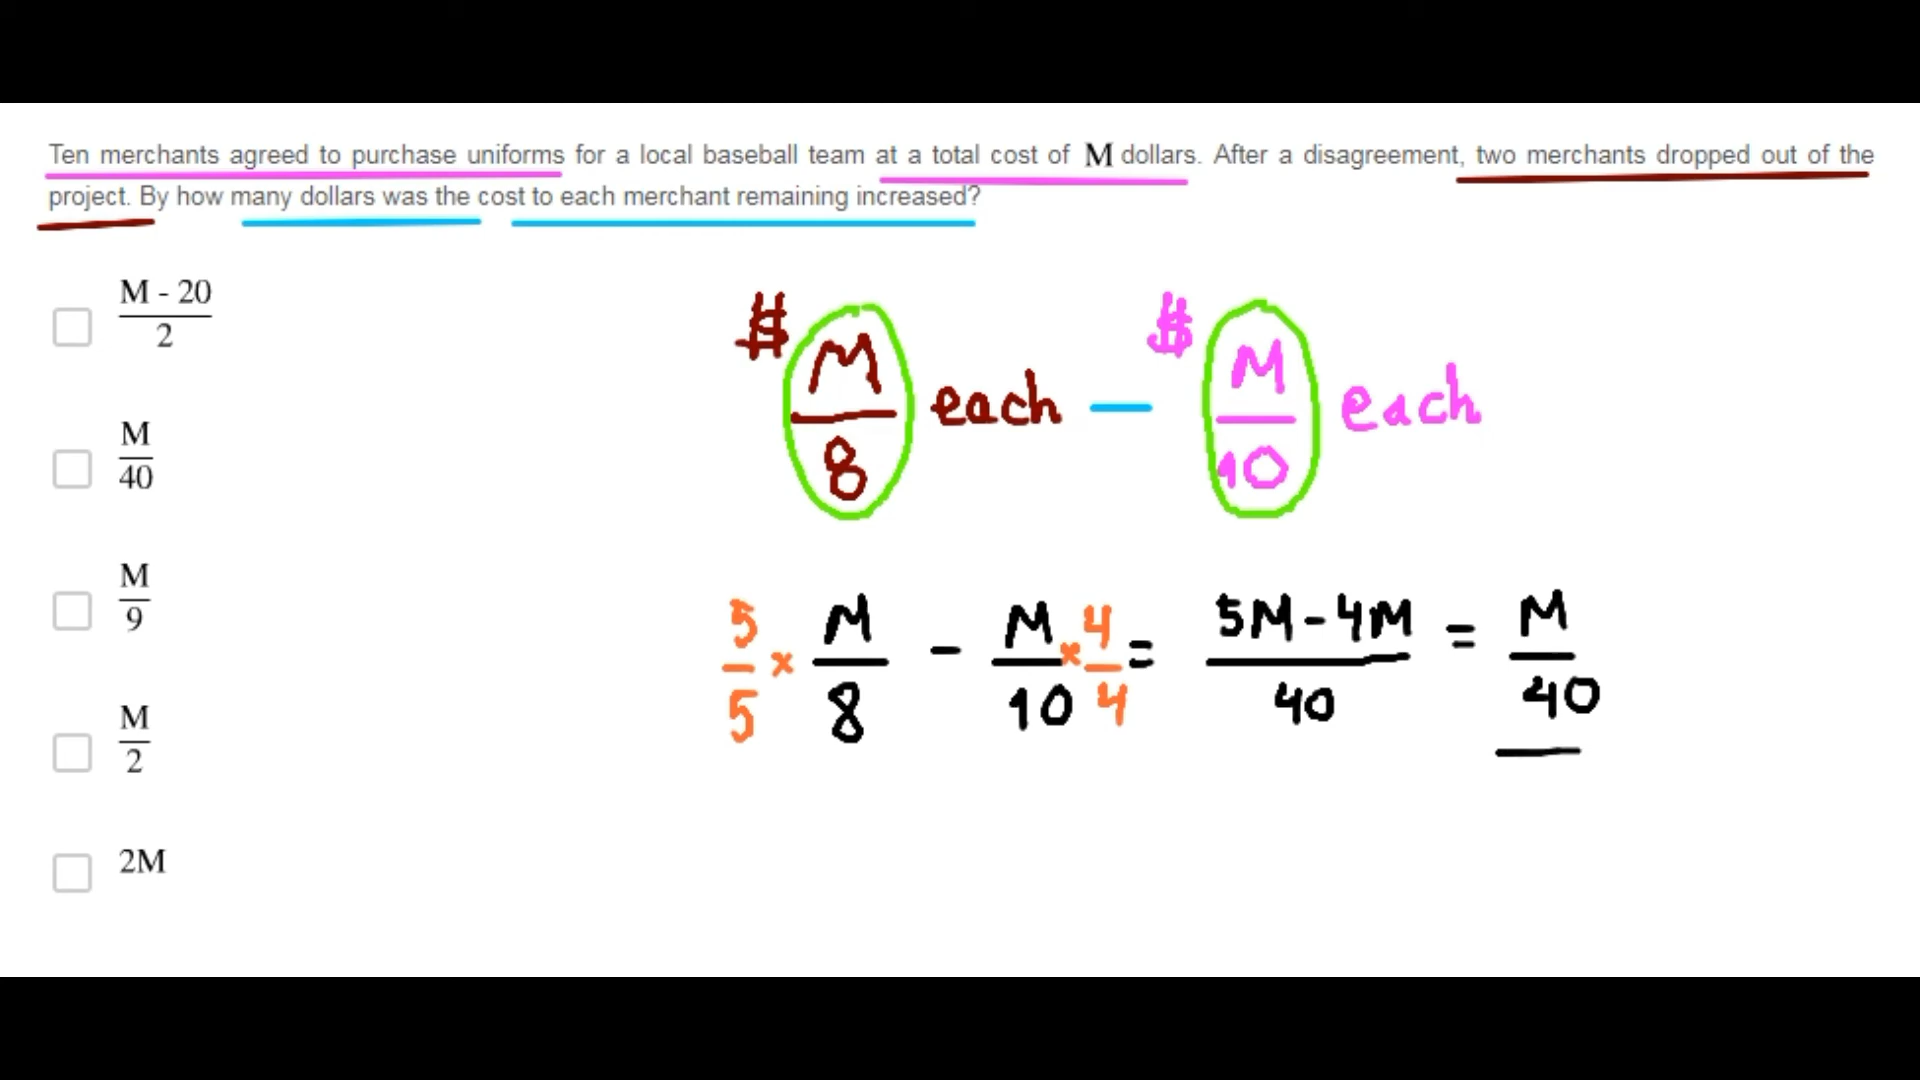 Ten merchants agreed to purchase uniforms for a local baseball team at a total cost of M dollars. After a disagreement, two merchants dropped out of the
project. By how many dollars was the cost to each merchant remaining increased?
M - 20
2
M
40
M
9
M
2
2M
$ M/8 each — $ M/10 each
5/5 × M/8 - M/10 × 4/4 = 5M-4M/40 = M/40